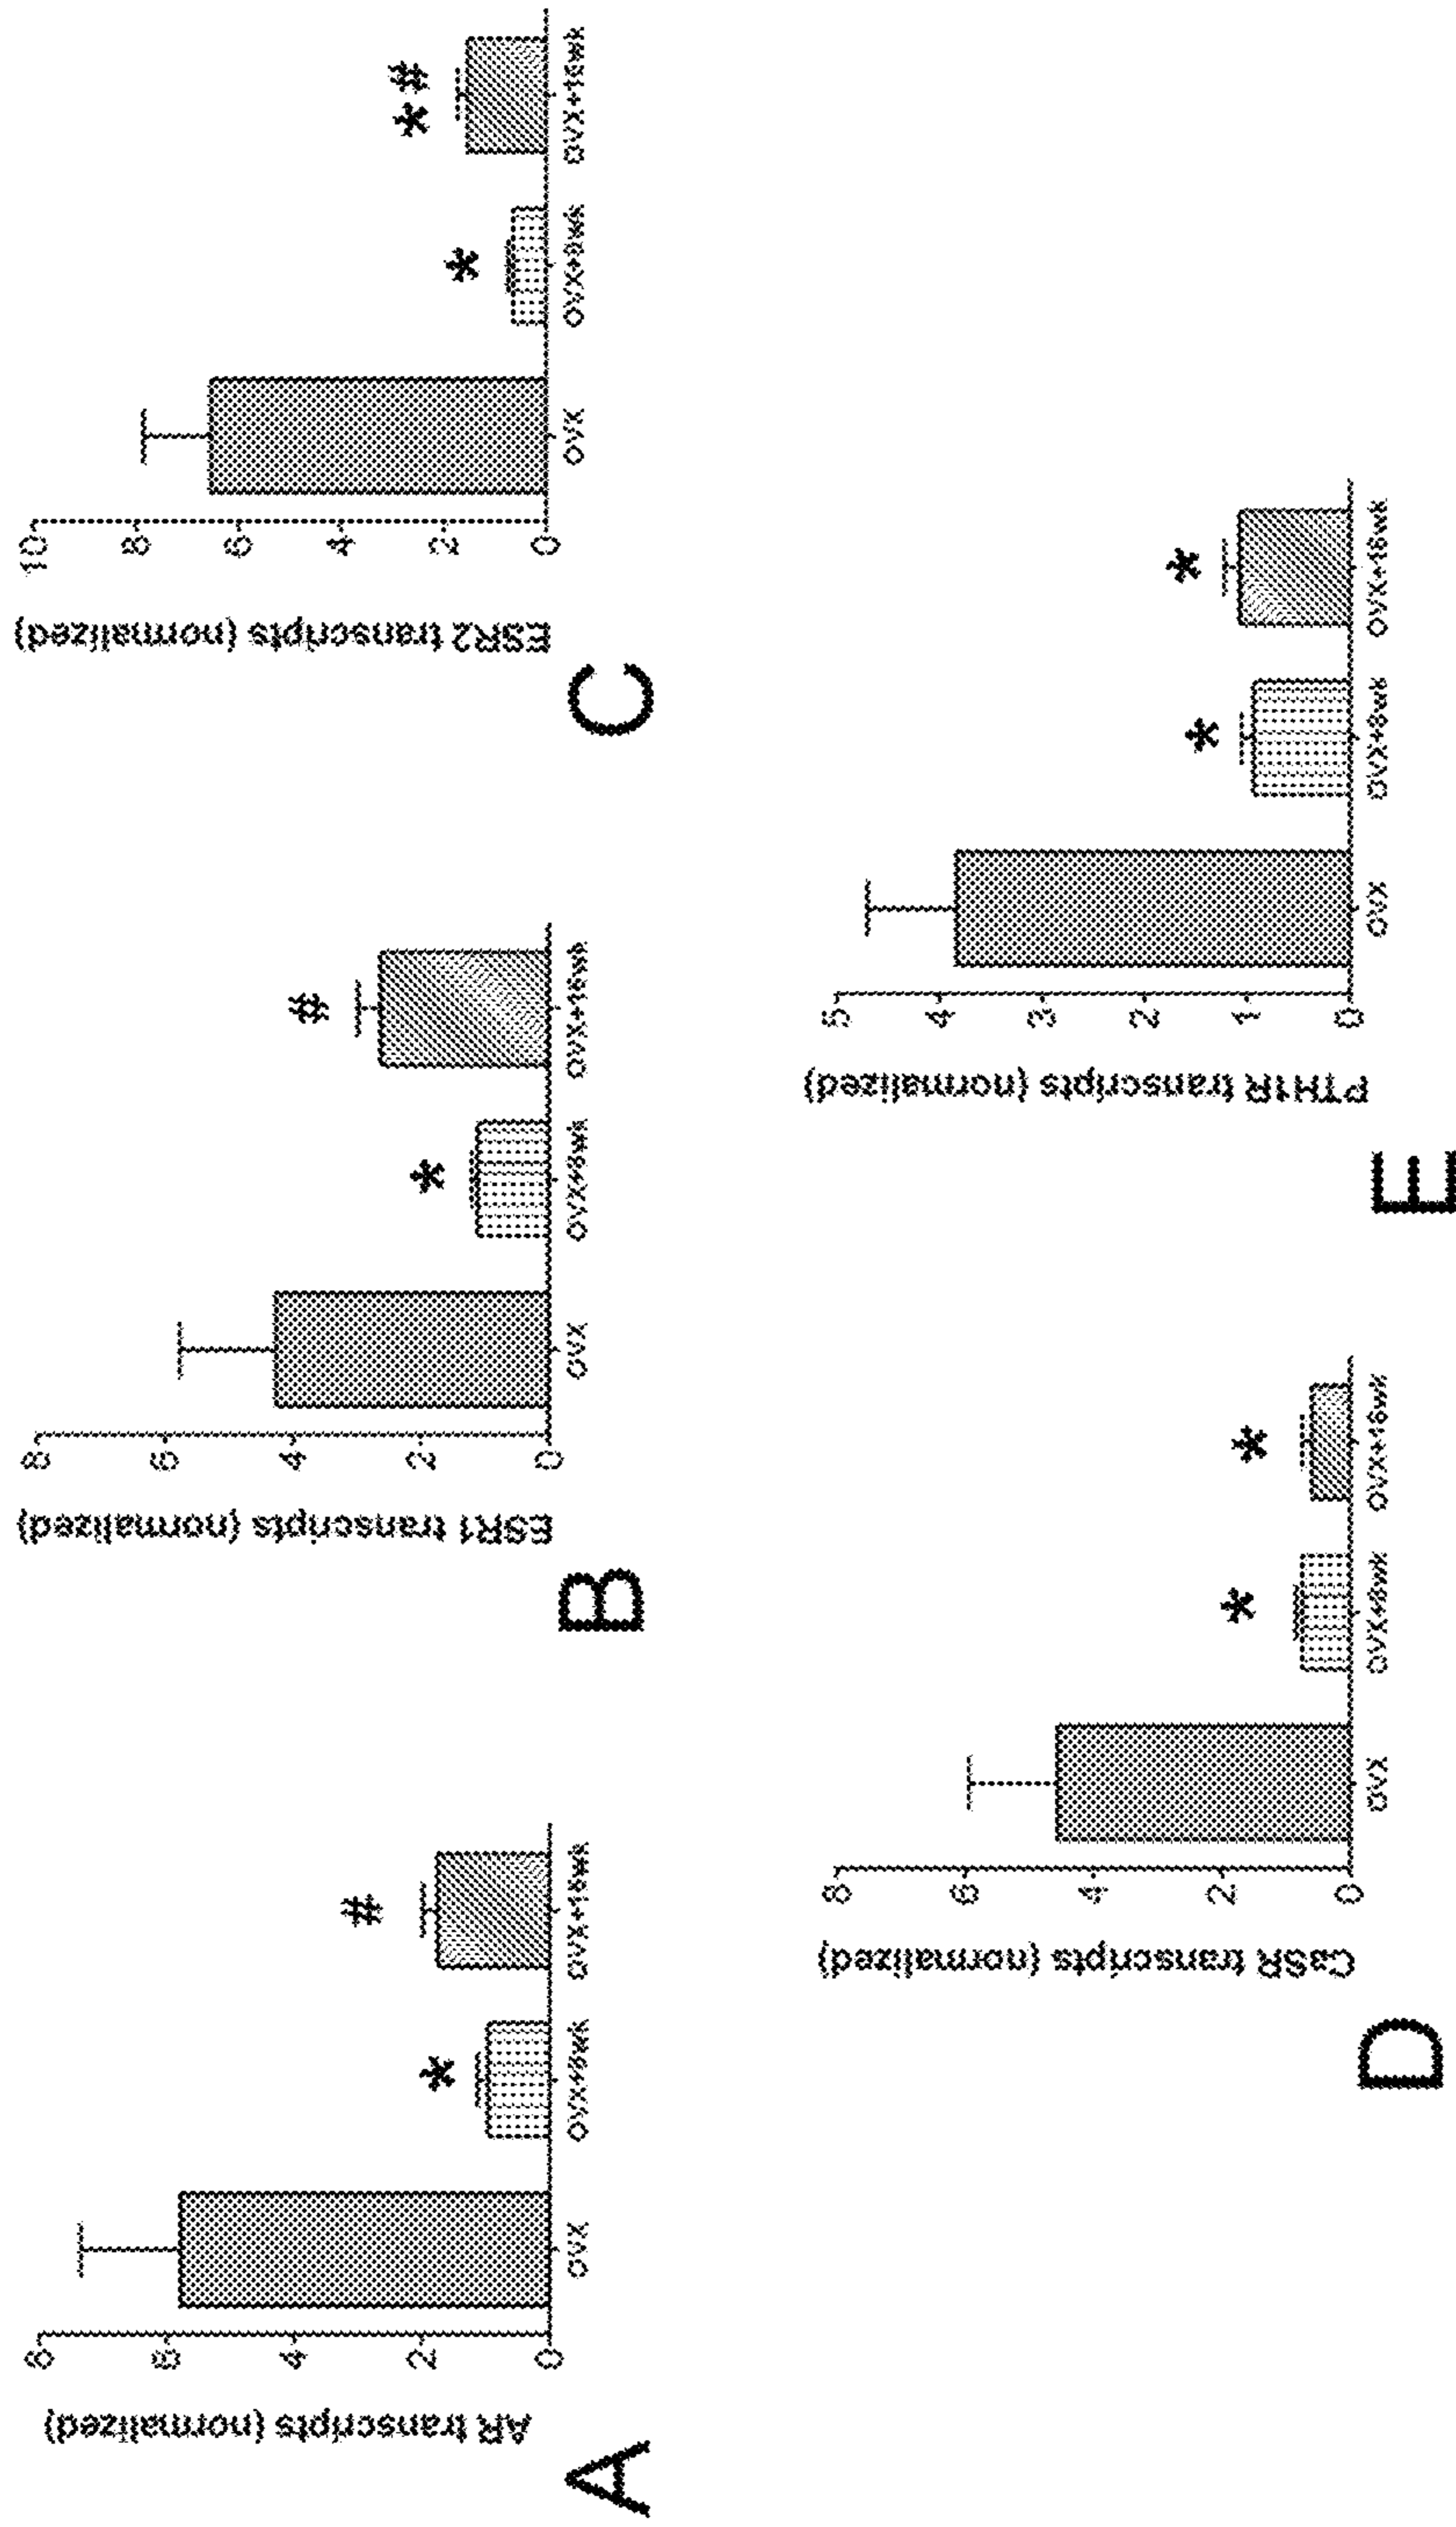 A
AR transcripts (normalized)
8
6
4
2
0
*
#
OVX
OVX+8wk
OVX+16wk
B
ESR1 transcripts (normalized)
8
6
4
2
0
*
#
OVX
OVX+8wk
OVX+16wk
C
ESR2 transcripts (normalized)
10
8
6
4
2
0
*
*#
OVX
OVX+8wk
OVX+16wk
D
CaSR transcripts (normalized)
8
6
4
2
0
*
*
OVX
OVX+8wk
OVX+16wk
E
PTH1R transcripts (normalized)
5
4
3
2
1
0
*
*
OVX
OVX+8wk
OVX+16wk